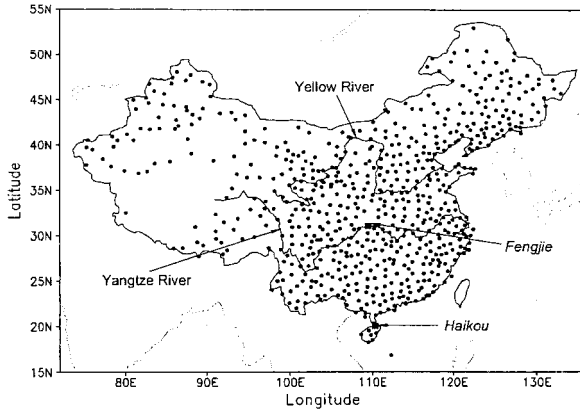 55N
50N
45N
40N
35N
30N
25N
20N
15N
Latitude
Yellow River
Yangtze River
Fengjie
Haikou
80E 90E 100E 110E 120E 130E
Longitude